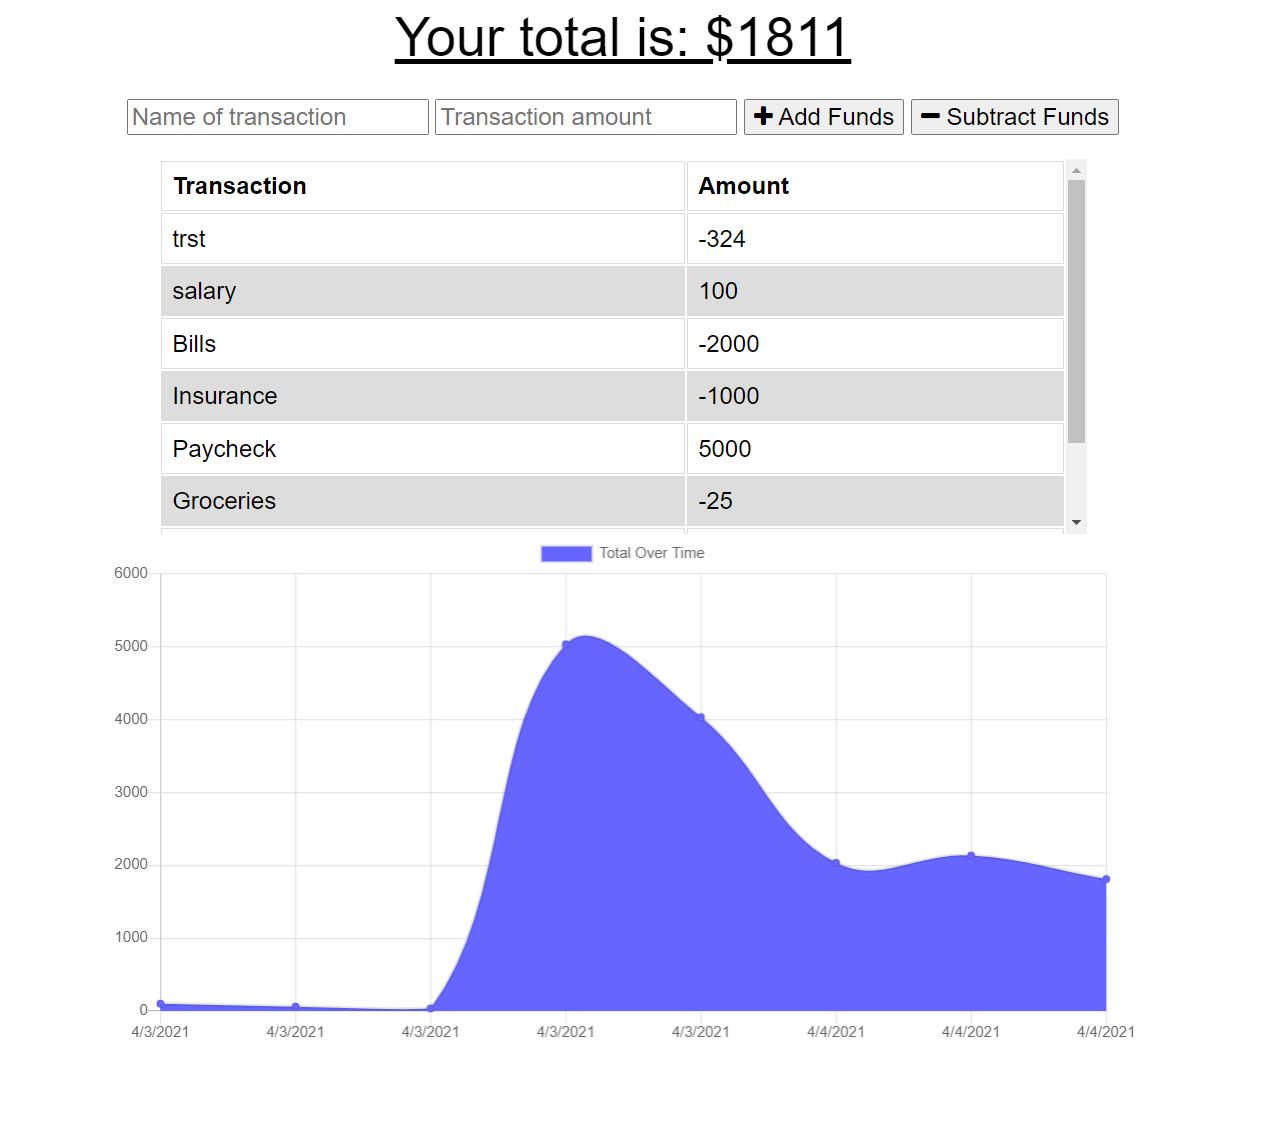 Your total is: $1811
Name of transaction Transaction amount Add Funds Subtract Funds
Transaction Amount
trst -324
salary 100
Bills -2000
Insurance -1000
Paycheck 5000
Groceries -25
Total Over Time
6000
5000
4000
3000
2000
1000
0
4/3/2021 4/3/2021 4/3/2021 4/3/2021 4/3/2021 4/4/2021 4/4/2021 4/4/2021